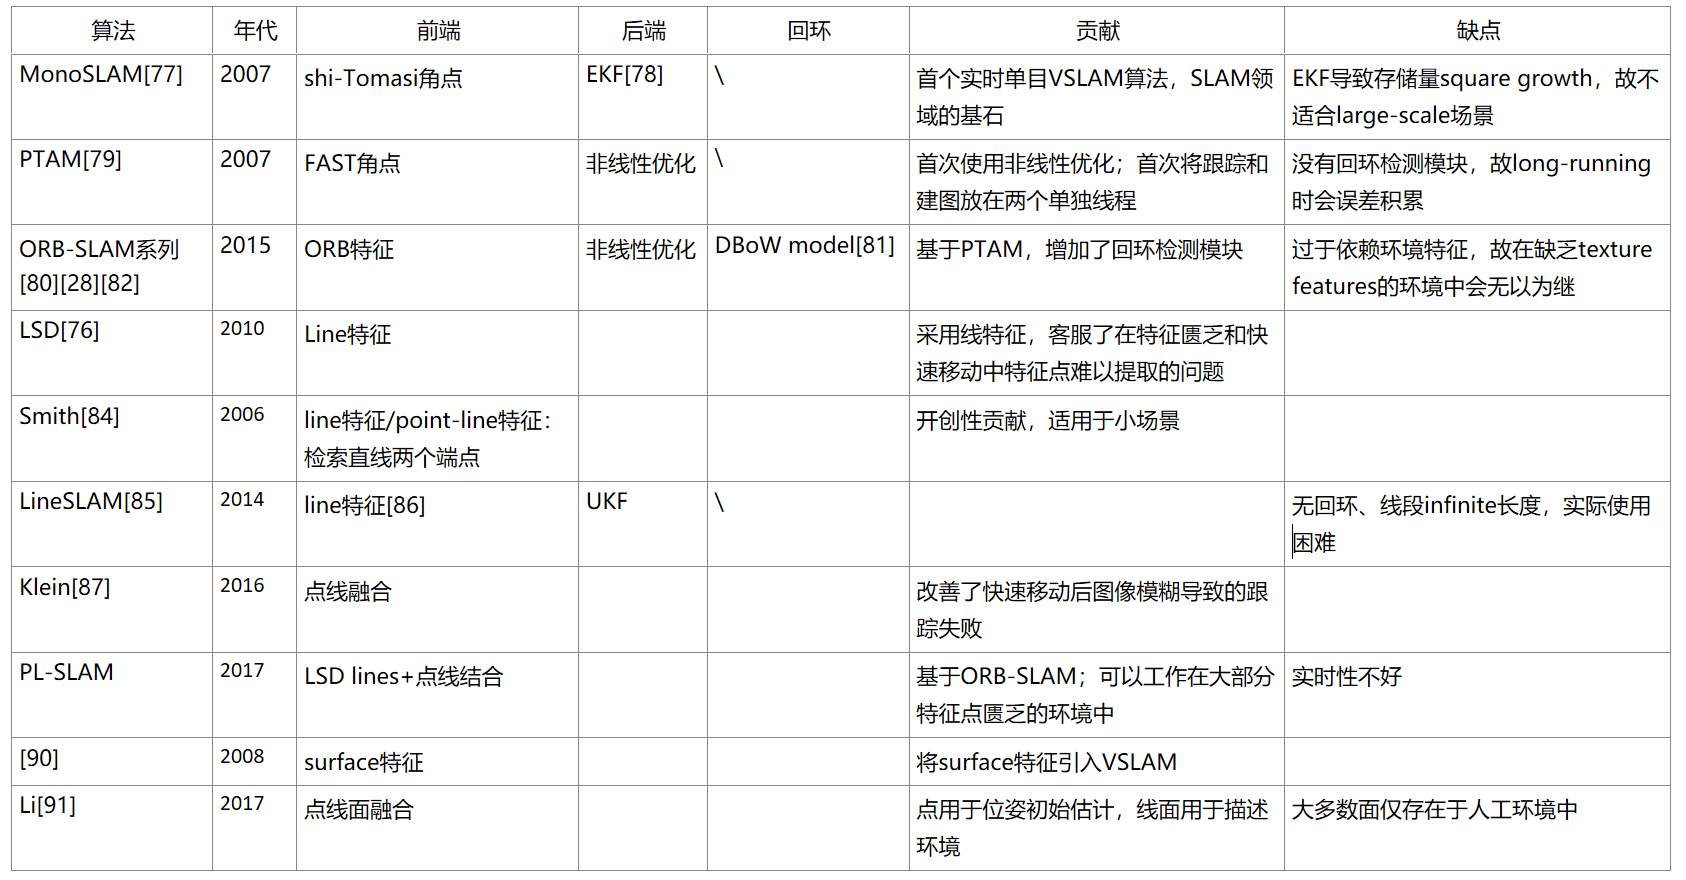 算法 年代 前端 后端 回环 贡献 缺点
MonoSLAM[77] 2007 shi-Tomasi角点 EKF[78] \ 首个实时单目VSLAM算法，SLAM领 EKF导致存储量square growth，故不
域的基石 适合large-scale场景
PTAM[79] 2007 FAST角点 非线性优化 \ 首次使用非线性优化；首次将跟踪和 没有回环检测模块，故long-running
建图放在两个单独线程 时会误差积累
ORB-SLAM系列 2015 ORB特征 非线性优化 DBoW model[81] 基于PTAM，增加了回环检测模块 过于依赖环境特征，故在缺乏texture
[80][28][82] features的环境中会无以为继
LSD[76] 2010 Line特征 采用线特征，客服了在特征匮乏和快
速移动中特征点难以提取的问题
Smith[84] 2006 line特征/point-line特征： 开创性贡献，适用于小场景
检索直线两个端点
LineSLAM[85] 2014 line特征[86] UKF \ 无回环、线段infinite长度，实际使用
困难
Klein[87] 2016 点线融合 改善了快速移动后图像模糊导致的跟
踪失败
PL-SLAM 2017 LSD lines+点线结合 基于ORB-SLAM；可以工作在大部分 实时性不好
特征点匮乏的环境中
[90] 2008 surface特征 将surface特征引入VSLAM
Li[91] 2017 点线面融合 点用于位姿初始估计，线面用于描述 大多数面仅存在于人工环境中
环境